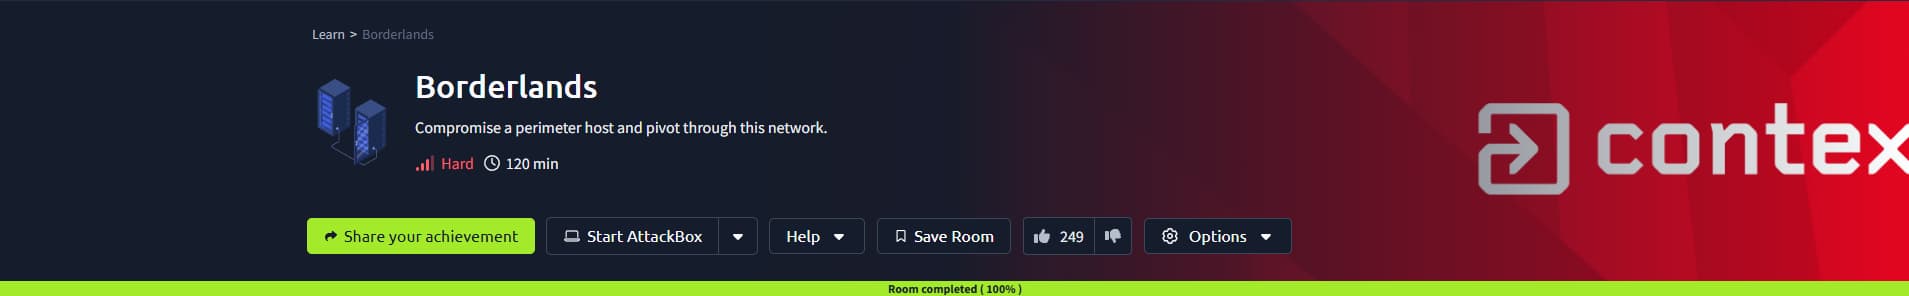 Learn > Borderlands
Borderlands
Compromise a perimeter host and pivot through this network.
Hard 120 min
contex
Share your achievement Start AttackBox Help Save Room 249 Options
Room completed ( 100% )